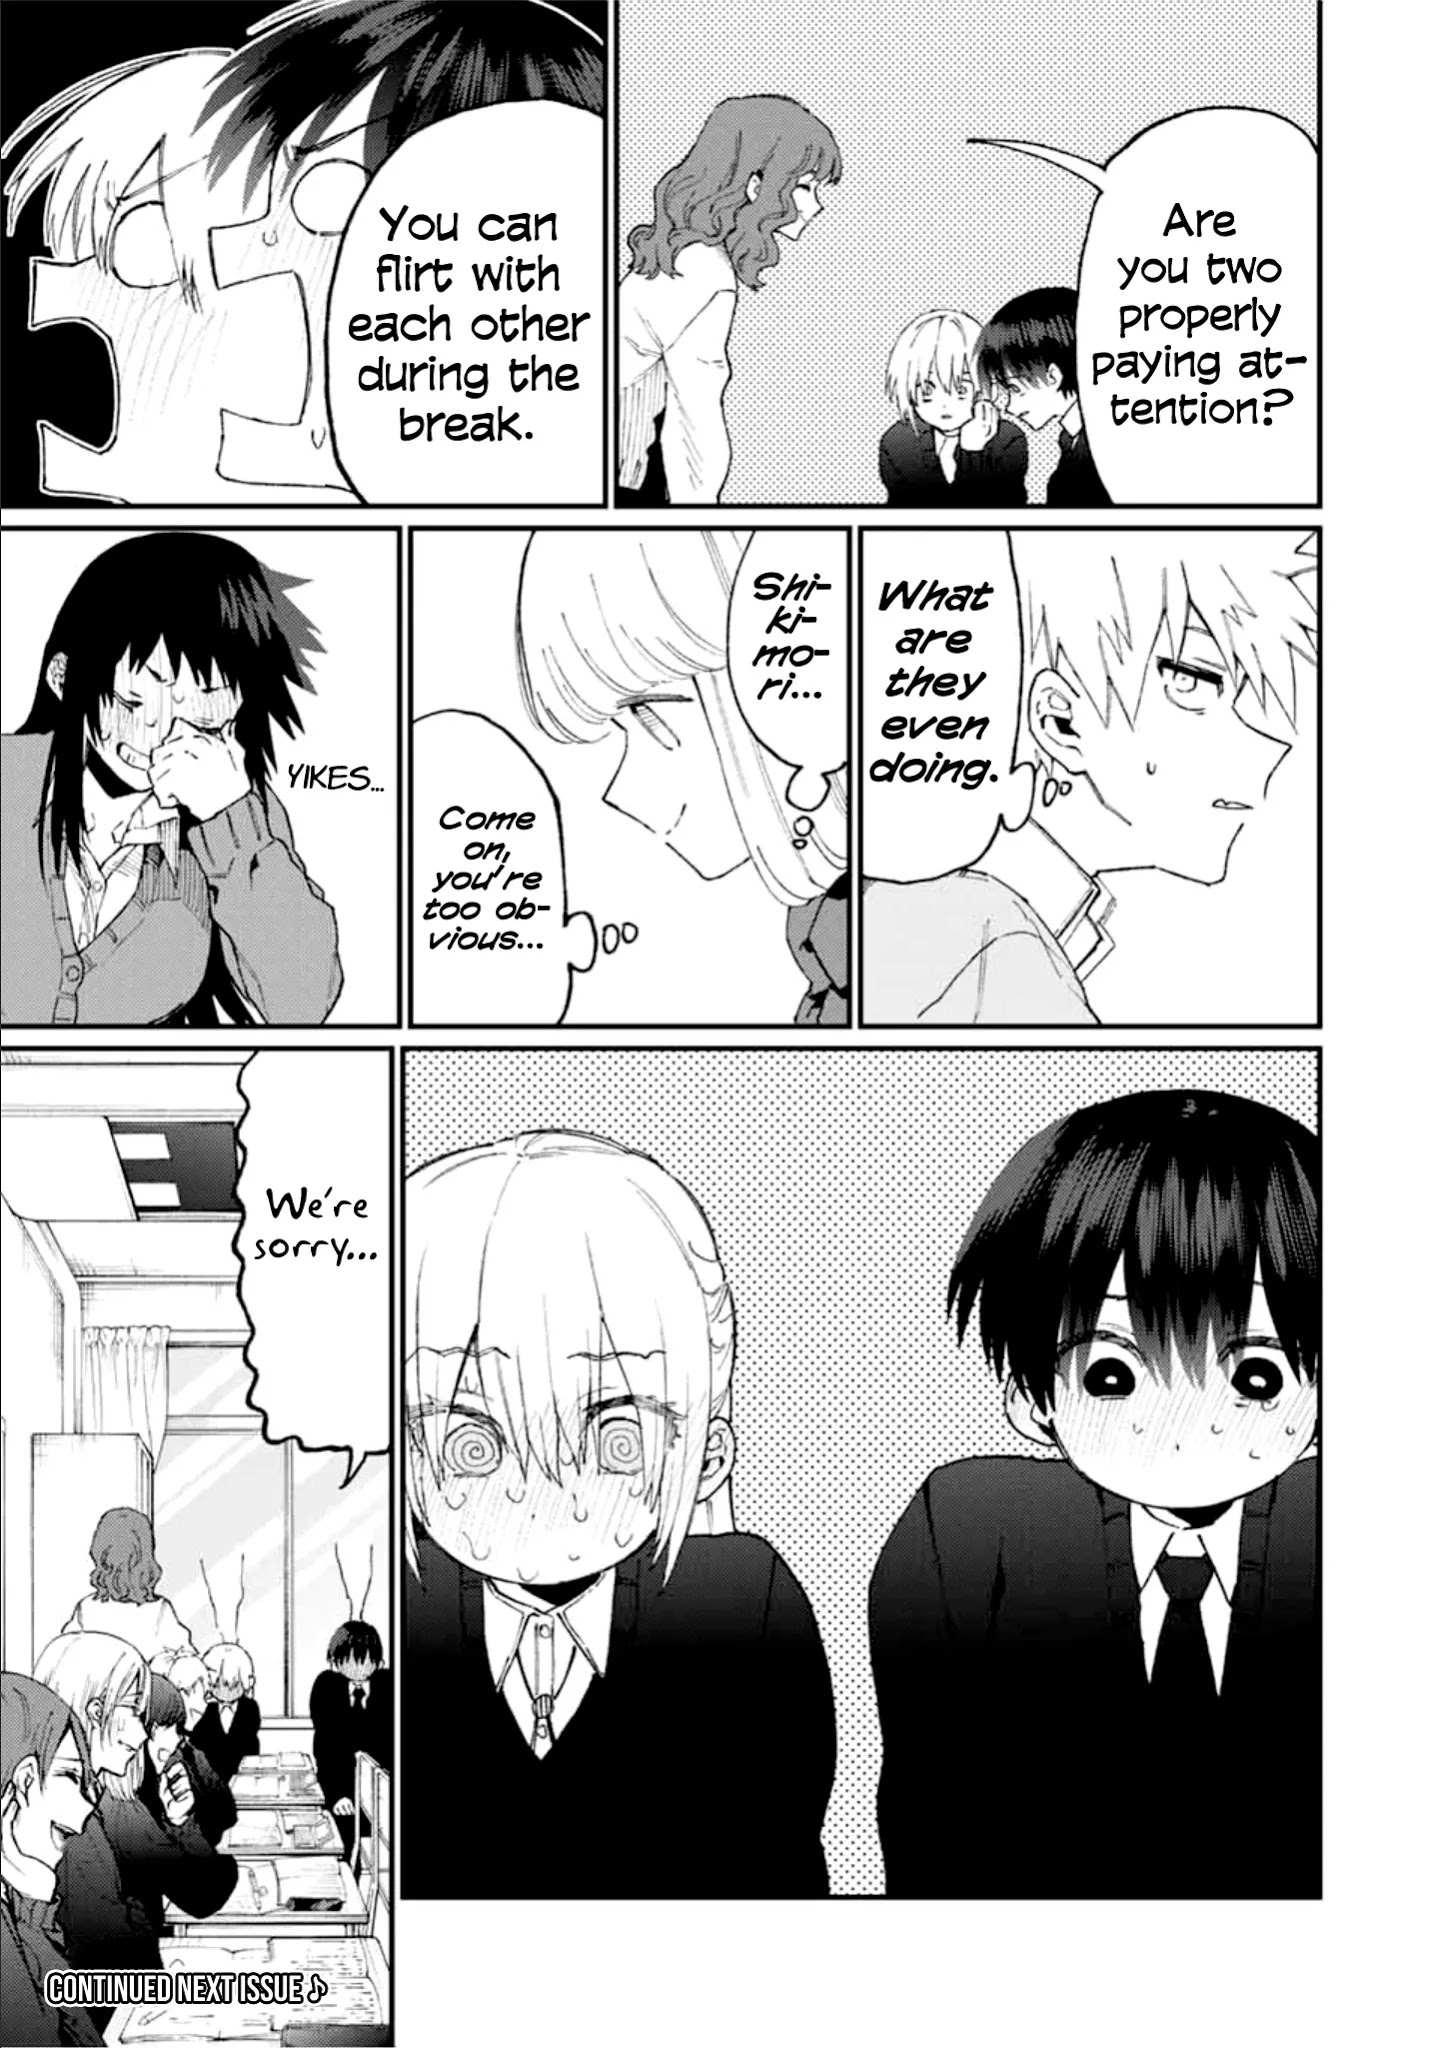 Are
you two
properly
paying at-
tention?
You can
flirt with
each other
during the
break.
What
are
they
even
doing.
Shi-
ki-
mo-
ri...
Come
on,
you're
too ob-
vious...
YIKES...
We're
sorry...
CONTINUED NEXT ISSUE ♪